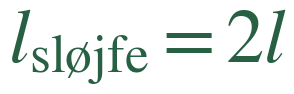 l_sløjfe = 2l